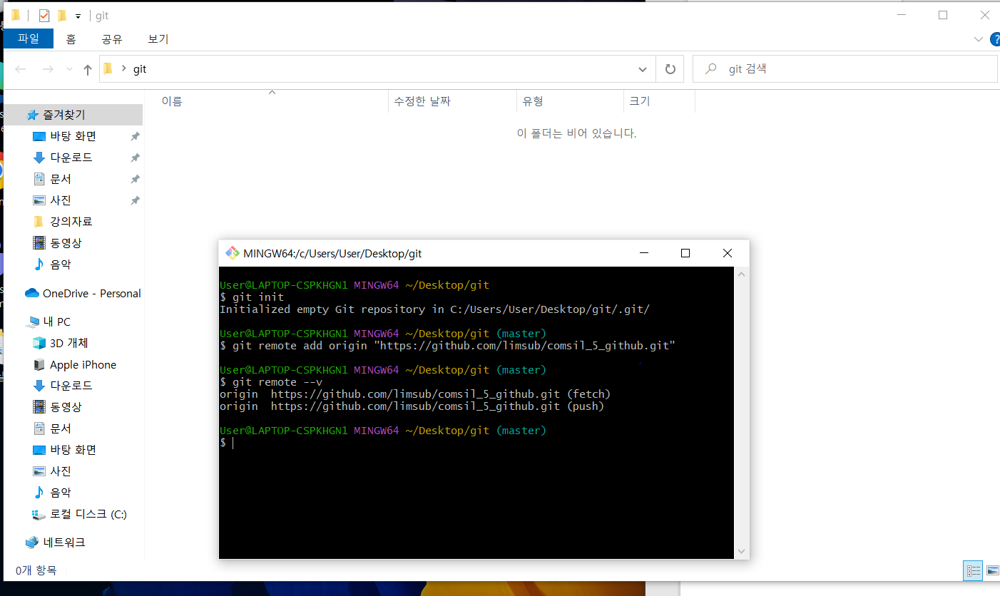 git
파일 홈 공유 보기
git
git 검색
이름 수정한 날짜 유형 크기
이 폴더는 비어 있습니다.
즐겨찾기
바탕 화면
다운로드
문서
사진
강의자료
동영상
음악
OneDrive - Personal
내 PC
3D 개체
Apple iPhone
다운로드
동영상
문서
바탕 화면
사진
음악
로컬 디스크 (C:)
네트워크
0개 항목
MINGW64:/c/Users/User/Desktop/git
User@LAPTOP-CSPKHGN1 MINGW64 ~/Desktop/git
$ git init
Initialized empty Git repository in C:/Users/User/Desktop/git/.git/
User@LAPTOP-CSPKHGN1 MINGW64 ~/Desktop/git (master)
$ git remote add origin "https://github.com/limsub/comsil_5_github.git"
User@LAPTOP-CSPKHGN1 MINGW64 ~/Desktop/git (master)
$ git remote --v
origin  https://github.com/limsub/comsil_5_github.git (fetch)
origin  https://github.com/limsub/comsil_5_github.git (push)
User@LAPTOP-CSPKHGN1 MINGW64 ~/Desktop/git (master)
$